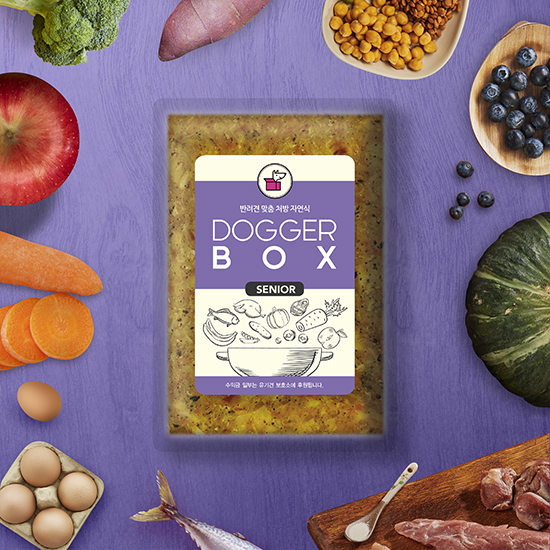 반려견 맞춤 처방 자연식
DOGGER
BOX
SENIOR
수익금 일부는 유기견 보호소에 후원됩니다.